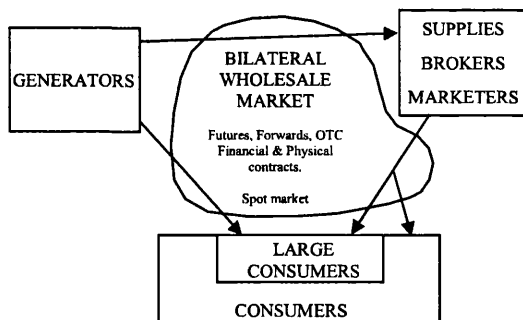 GENERATORS
BILATERAL
WHOLESALE
MARKET
Futures, Forwards, OTC
Financial & Physical
contracts.
Spot market
SUPPLIES
BROKERS
MARKETERS
LARGE
CONSUMERS
CONSUMERS